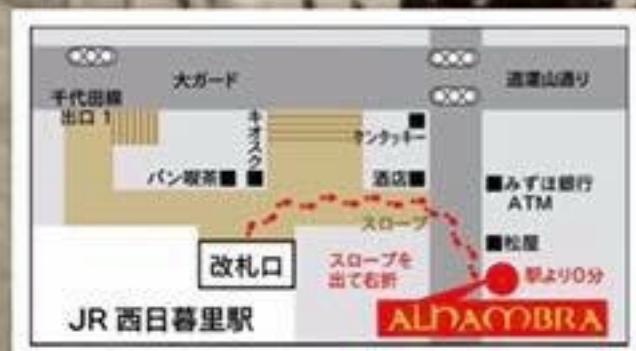 大ガード
道灌山通り
千代田線
出口 1
キオスク
ケンタッキー
パン喫茶
酒店
みずほ銀行
ATM
スロープ
松屋
改札口
スロープを
出て右折
駅より0分
JR 西日暮里駅
ALHAMBRA